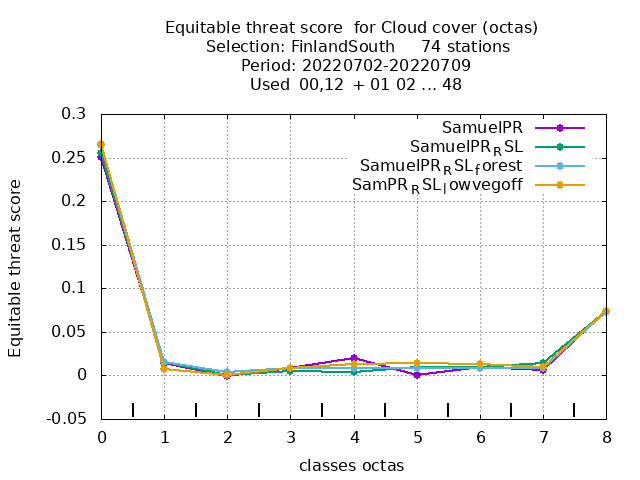 Equitable threat score  for Cloud cover (octas)
Selection: FinlandSouth     74 stations
Period: 20220702-20220709
Used  00,12  + 01 02 ... 48
0.3
0.25
0.2
0.15
0.1
0.05
0
-0.05
Equitable threat score
SamuelPR
SamuelPR_RSL
SamuelPR_RSL_forest
SamPR_RSL_lowvegoff
0 1 2 3 4 5 6 7 8
classes octas